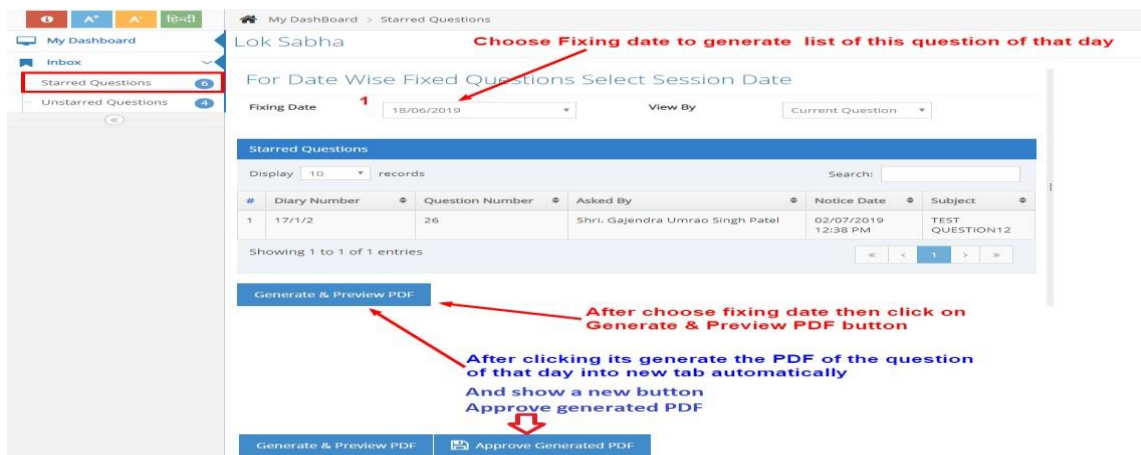 A+ A- हिन्दी
My DashBoard > Starred Questions
My Dashboard
Inbox
Starred Questions 6
Unstarred Questions 4
Lok Sabha
Choose Fixing date to generate list of this question of that day
For Date Wise Fixed Questions Select Session Date
Fixing Date 1 18/06/2019 View By Current Question
Starred Questions
Display 10 records Search:
# Diary Number Question Number Asked By Notice Date Subject
1 17/1/2 26 Shri. Gajendra Umrao Singh Patel 02/07/2019 TEST
12:38 PM QUESTION12
Showing 1 to 1 of 1 entries « < 1 > »
Generate & Preview PDF
After choose fixing date then click on
Generate & Preview PDF button
After clicking its generate the PDF of the question
of that day into new tab automatically
And show a new button
Approve generated PDF
Generate & Preview PDF Approve Generated PDF